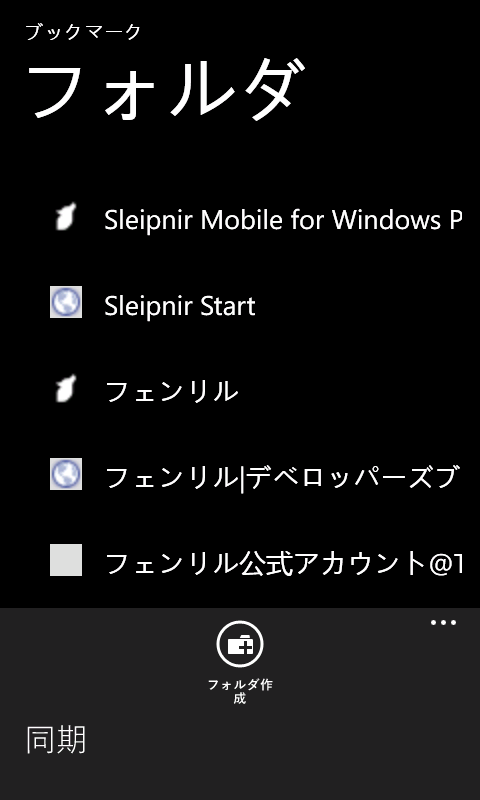 ブックマーク
フォルダ
Sleipnir Mobile for Windows P
Sleipnir Start
フェンリル
フェンリル|デベロッパーズブ
フェンリル公式アカウント@T
フォルダ作
成
同期